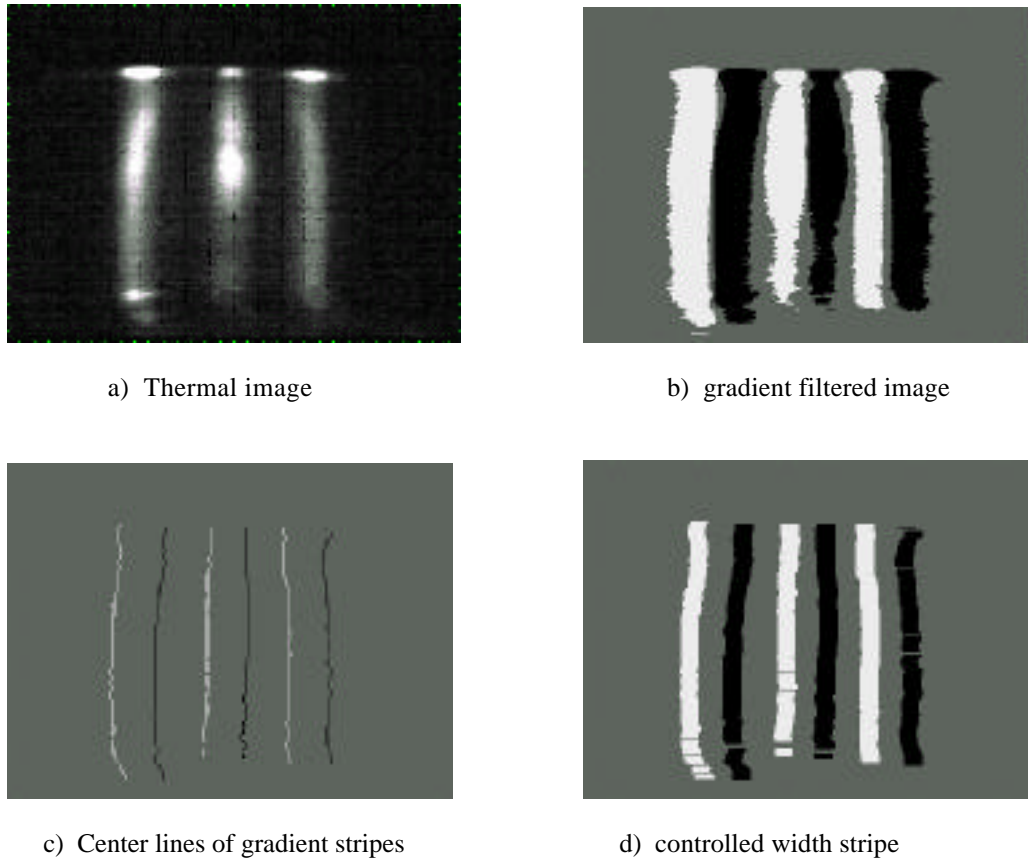 a) Thermal image
b) gradient filtered image
c) Center lines of gradient stripes
d) controlled width stripe